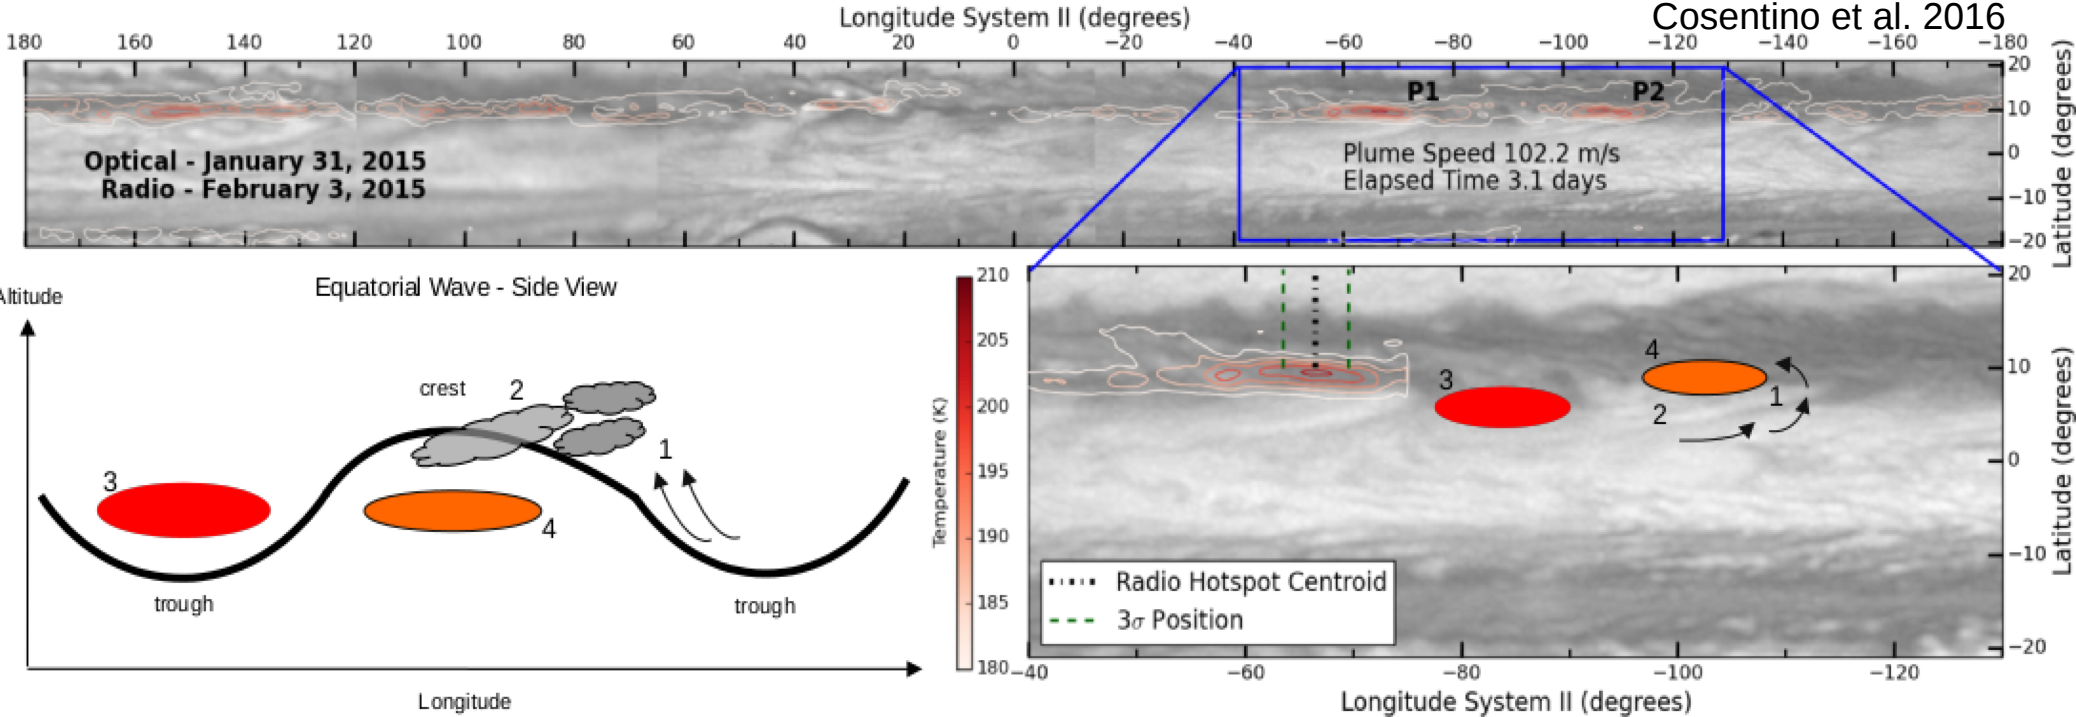 Longitude System II (degrees)
Cosentino et al. 2016
180 160 140 120 100 80 60 40 20 0 −20 −40 −60 −80 −100 −120 −140 −160 −180
20
10
0
−10
−20
Latitude (degrees)
P1 P2
Optical - January 31, 2015
Radio - February 3, 2015
Plume Speed 102.2 m/s
Elapsed Time 3.1 days
Altitude
Equatorial Wave - Side View
crest
2
1
3
4
trough
trough
Longitude
210
205
200
195
190
185
180
Temperature (K)
4
3
1
2
Radio Hotspot Centroid
3σ Position
20
10
0
−10
−20
Latitude (degrees)
−40 −60 −80 −100 −120
Longitude System II (degrees)